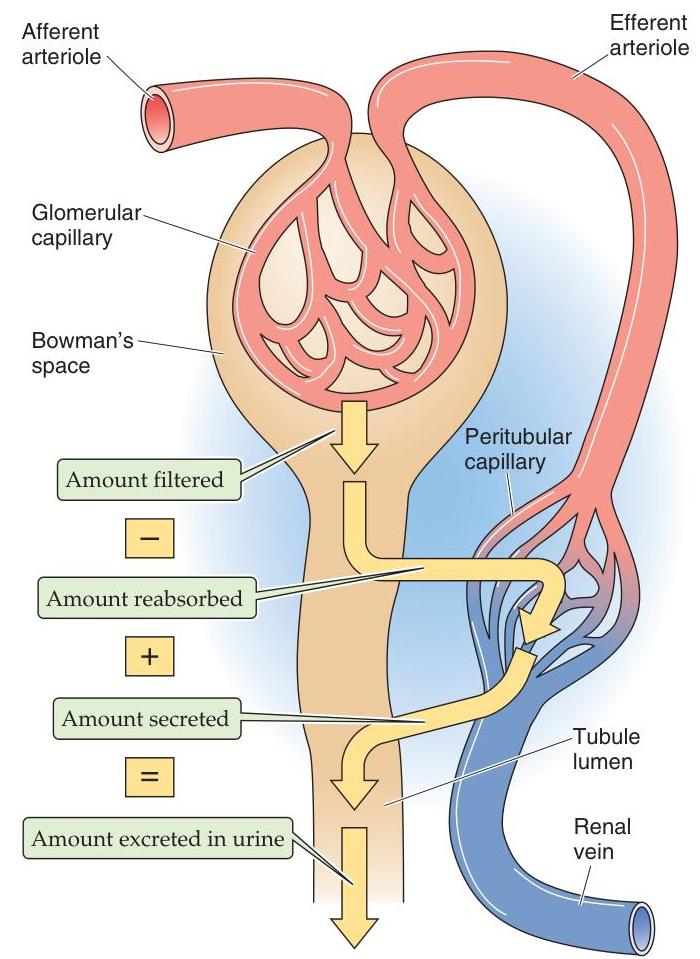 Afferent
arteriole
Efferent
arteriole
Glomerular
capillary
Bowman's
space
Peritubular
capillary
Amount filtered
−
Amount reabsorbed
+
Amount secreted
=
Amount excreted in urine
Tubule
lumen
Renal
vein